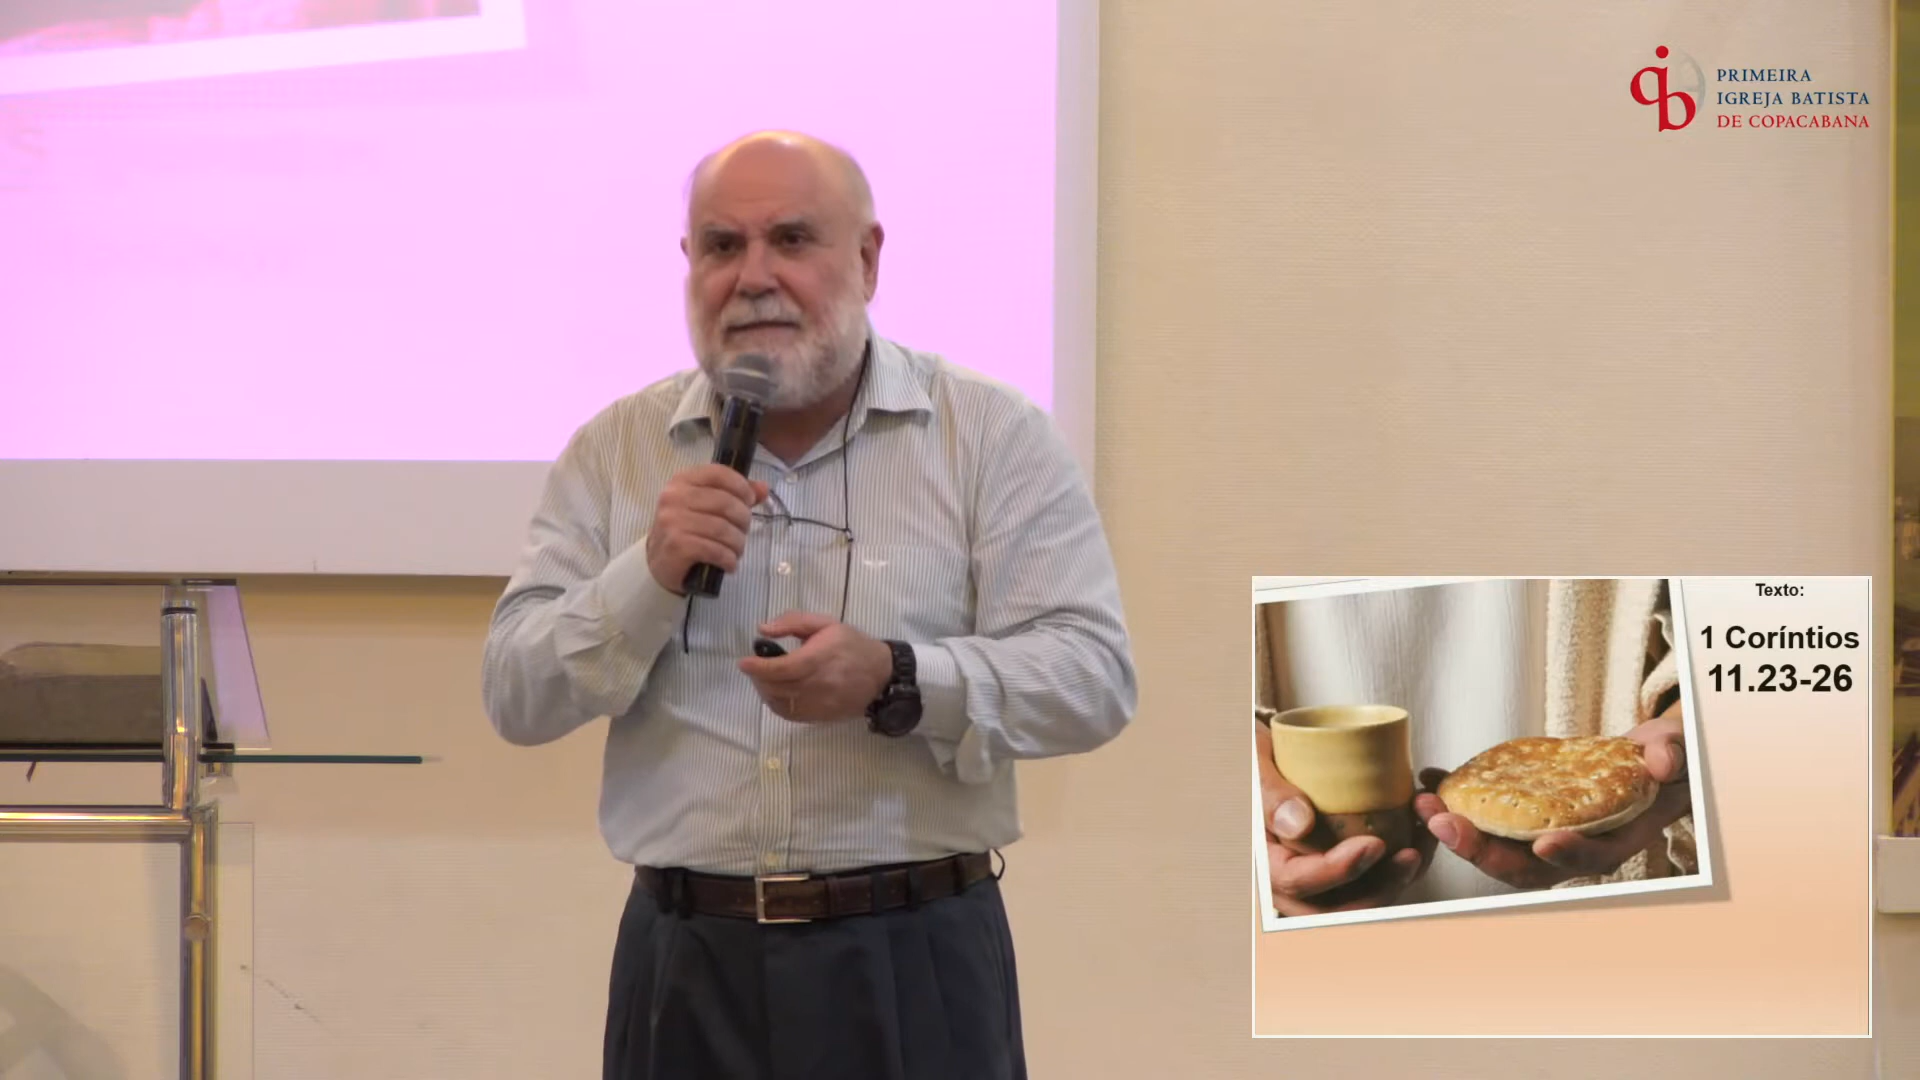 PRIMEIRA
IGREJA BATISTA
DE COPACABANA
Texto:
1 Coríntios
11.23-26